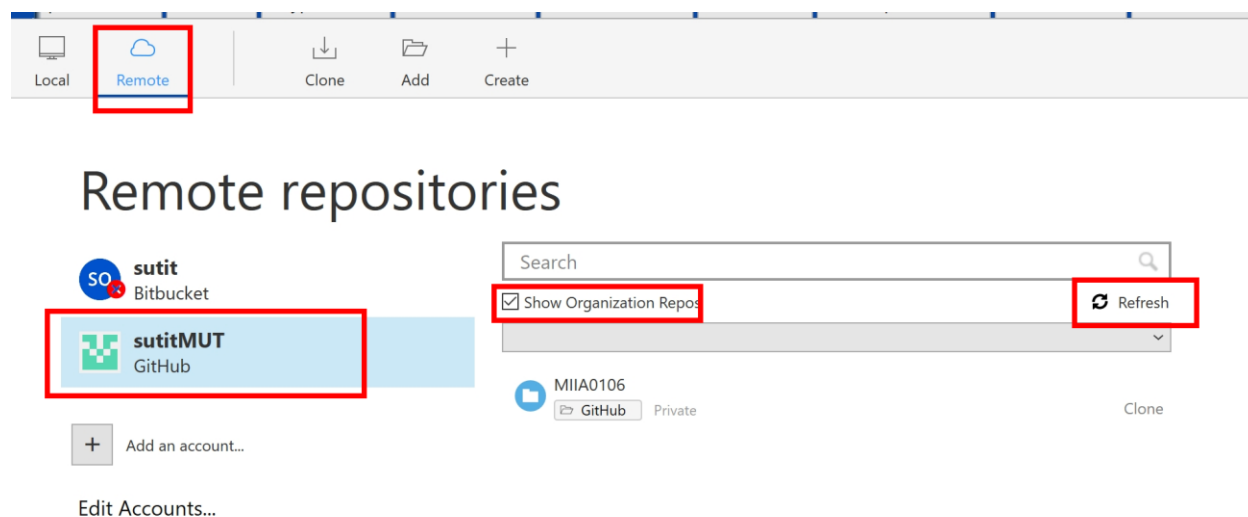 Local
Remote
Clone
Add
Create
Remote repositories
SO
sutit
Bitbucket
sutitMUT
GitHub
Add an account...
Edit Accounts...
Search
Show Organization Repos
Refresh
MIIA0106
GitHub Private
Clone